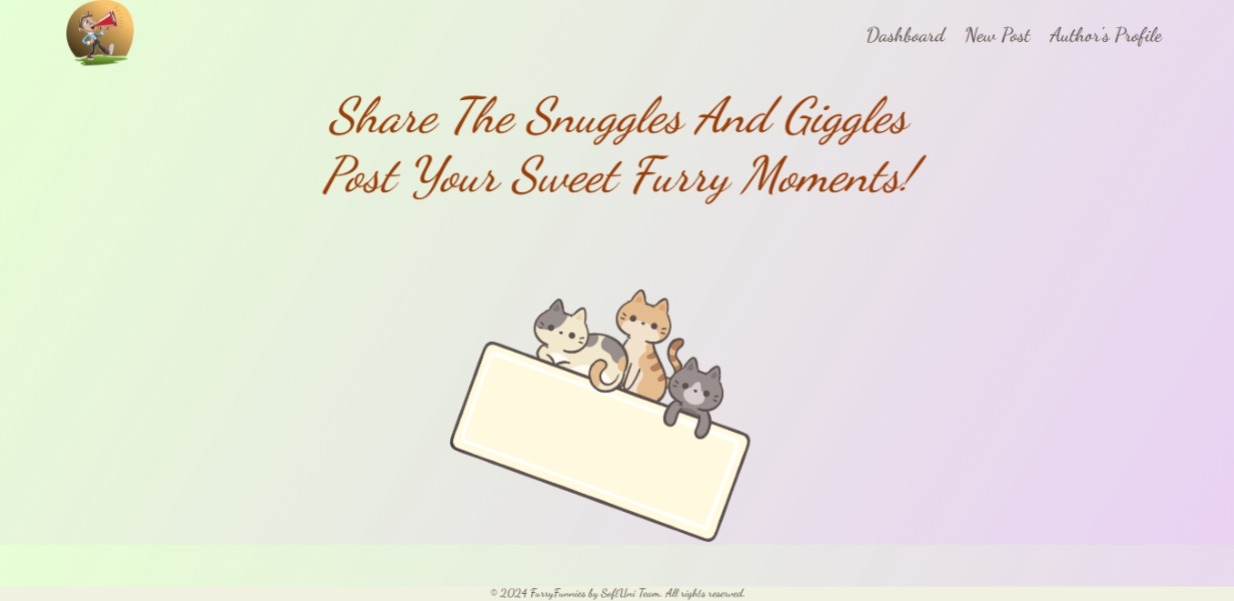 Dashboard New Post Author's Profile
Share The Snuggles And Giggles
Post Your Sweet Furry Moments!
© 2024 FurryFunnies by SoftUni Team. All rights reserved.